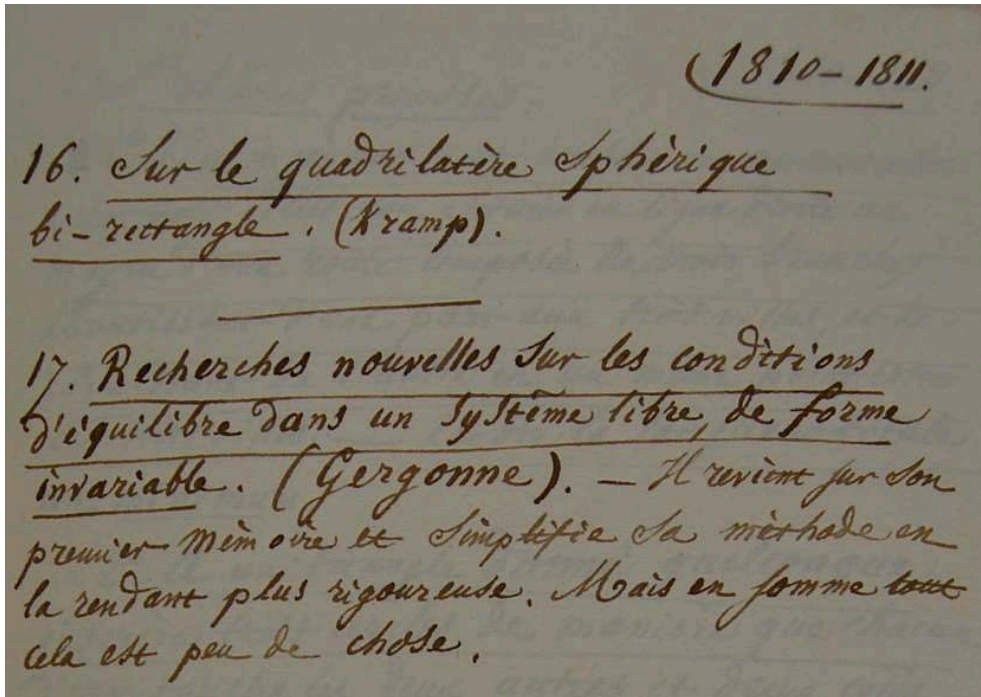 (1810-1811.
16. Sur le quadrilatère sphérique
bi-rectangle. (Kramp).
17. Recherches nouvelles sur les conditions
d'équilibre dans un système libre, de forme
invariable. (Gergonne). — Il revient sur son
premier mémoire et simplifie sa méthode en
la rendant plus rigoureuse. Mais en somme tout
cela est peu de chose.